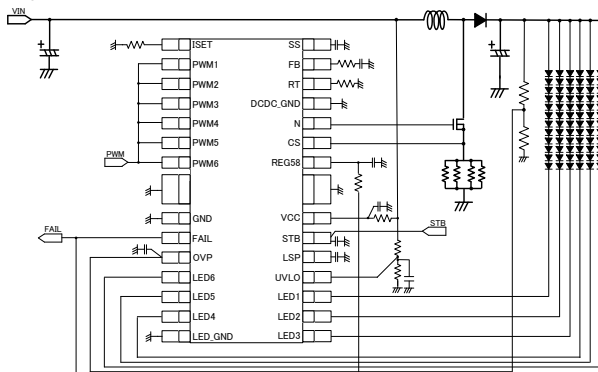 VIN
ISET
PWM1
PWM2
PWM3
PWM4
PWM5
PWM6
GND
FAIL
OVP
LED6
LED5
LED4
LED_GND
SS
FB
RT
DCDC_GND
N
CS
REG58
VCC
STB
LSP
UVLO
LED1
LED2
LED3
PWM
FAIL
STB
+
+